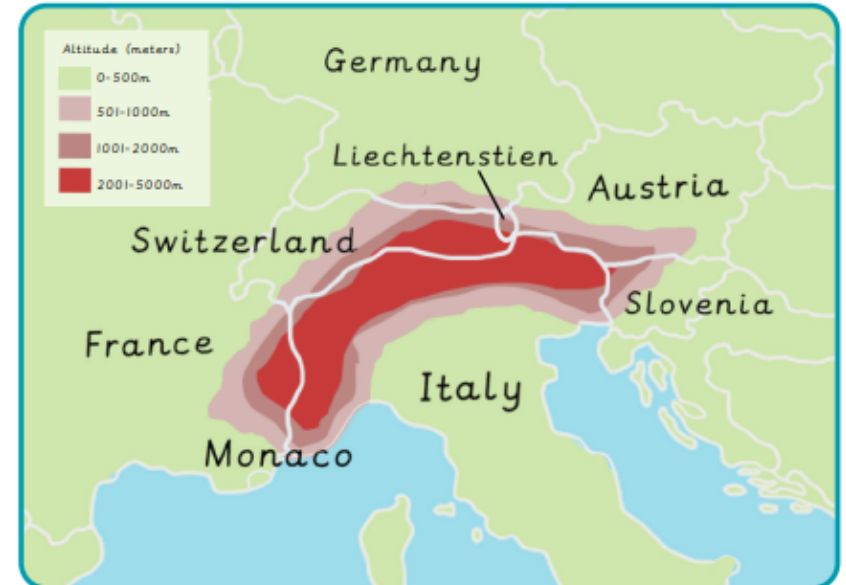 Altitude (meters)
0-500m
501-1000m
1001-2000m
2001-5000m
Germany
Liechtenstien
Austria
Switzerland
Slovenia
France
Italy
Monaco